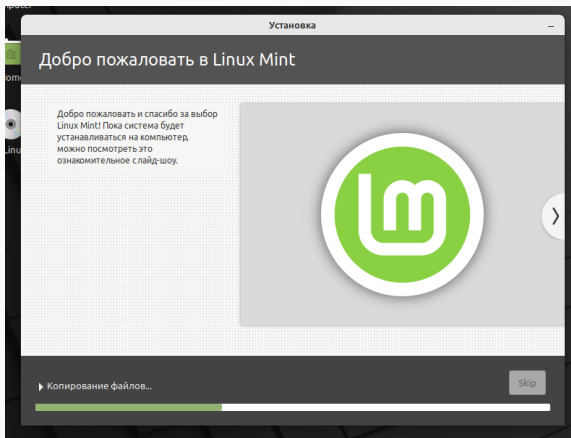 Установка
Добро пожаловать в Linux Mint
Добро пожаловать и спасибо за выбор
Linux Mint! Пока система будет
устанавливаться на компьютер,
можно посмотреть это
ознакомительное слайд-шоу.
Копирование файлов...
Skip